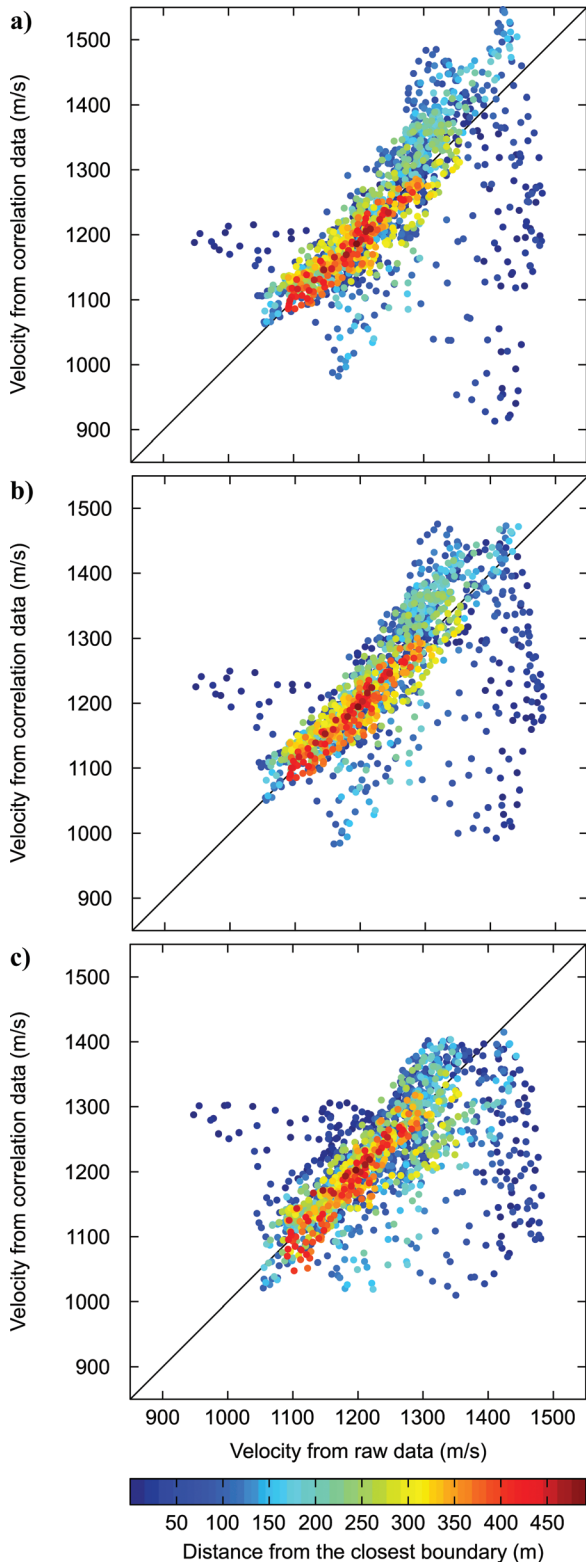 a)
1500
1400
1300
1200
1100
1000
900
Velocity from correlation data (m/s)
b)
1500
1400
1300
1200
1100
1000
900
Velocity from correlation data (m/s)
c)
1500
1400
1300
1200
1100
1000
900
Velocity from correlation data (m/s)
900 1000 1100 1200 1300 1400 1500
Velocity from raw data (m/s)
50 100 150 200 250 300 350 400 450
Distance from the closest boundary (m)